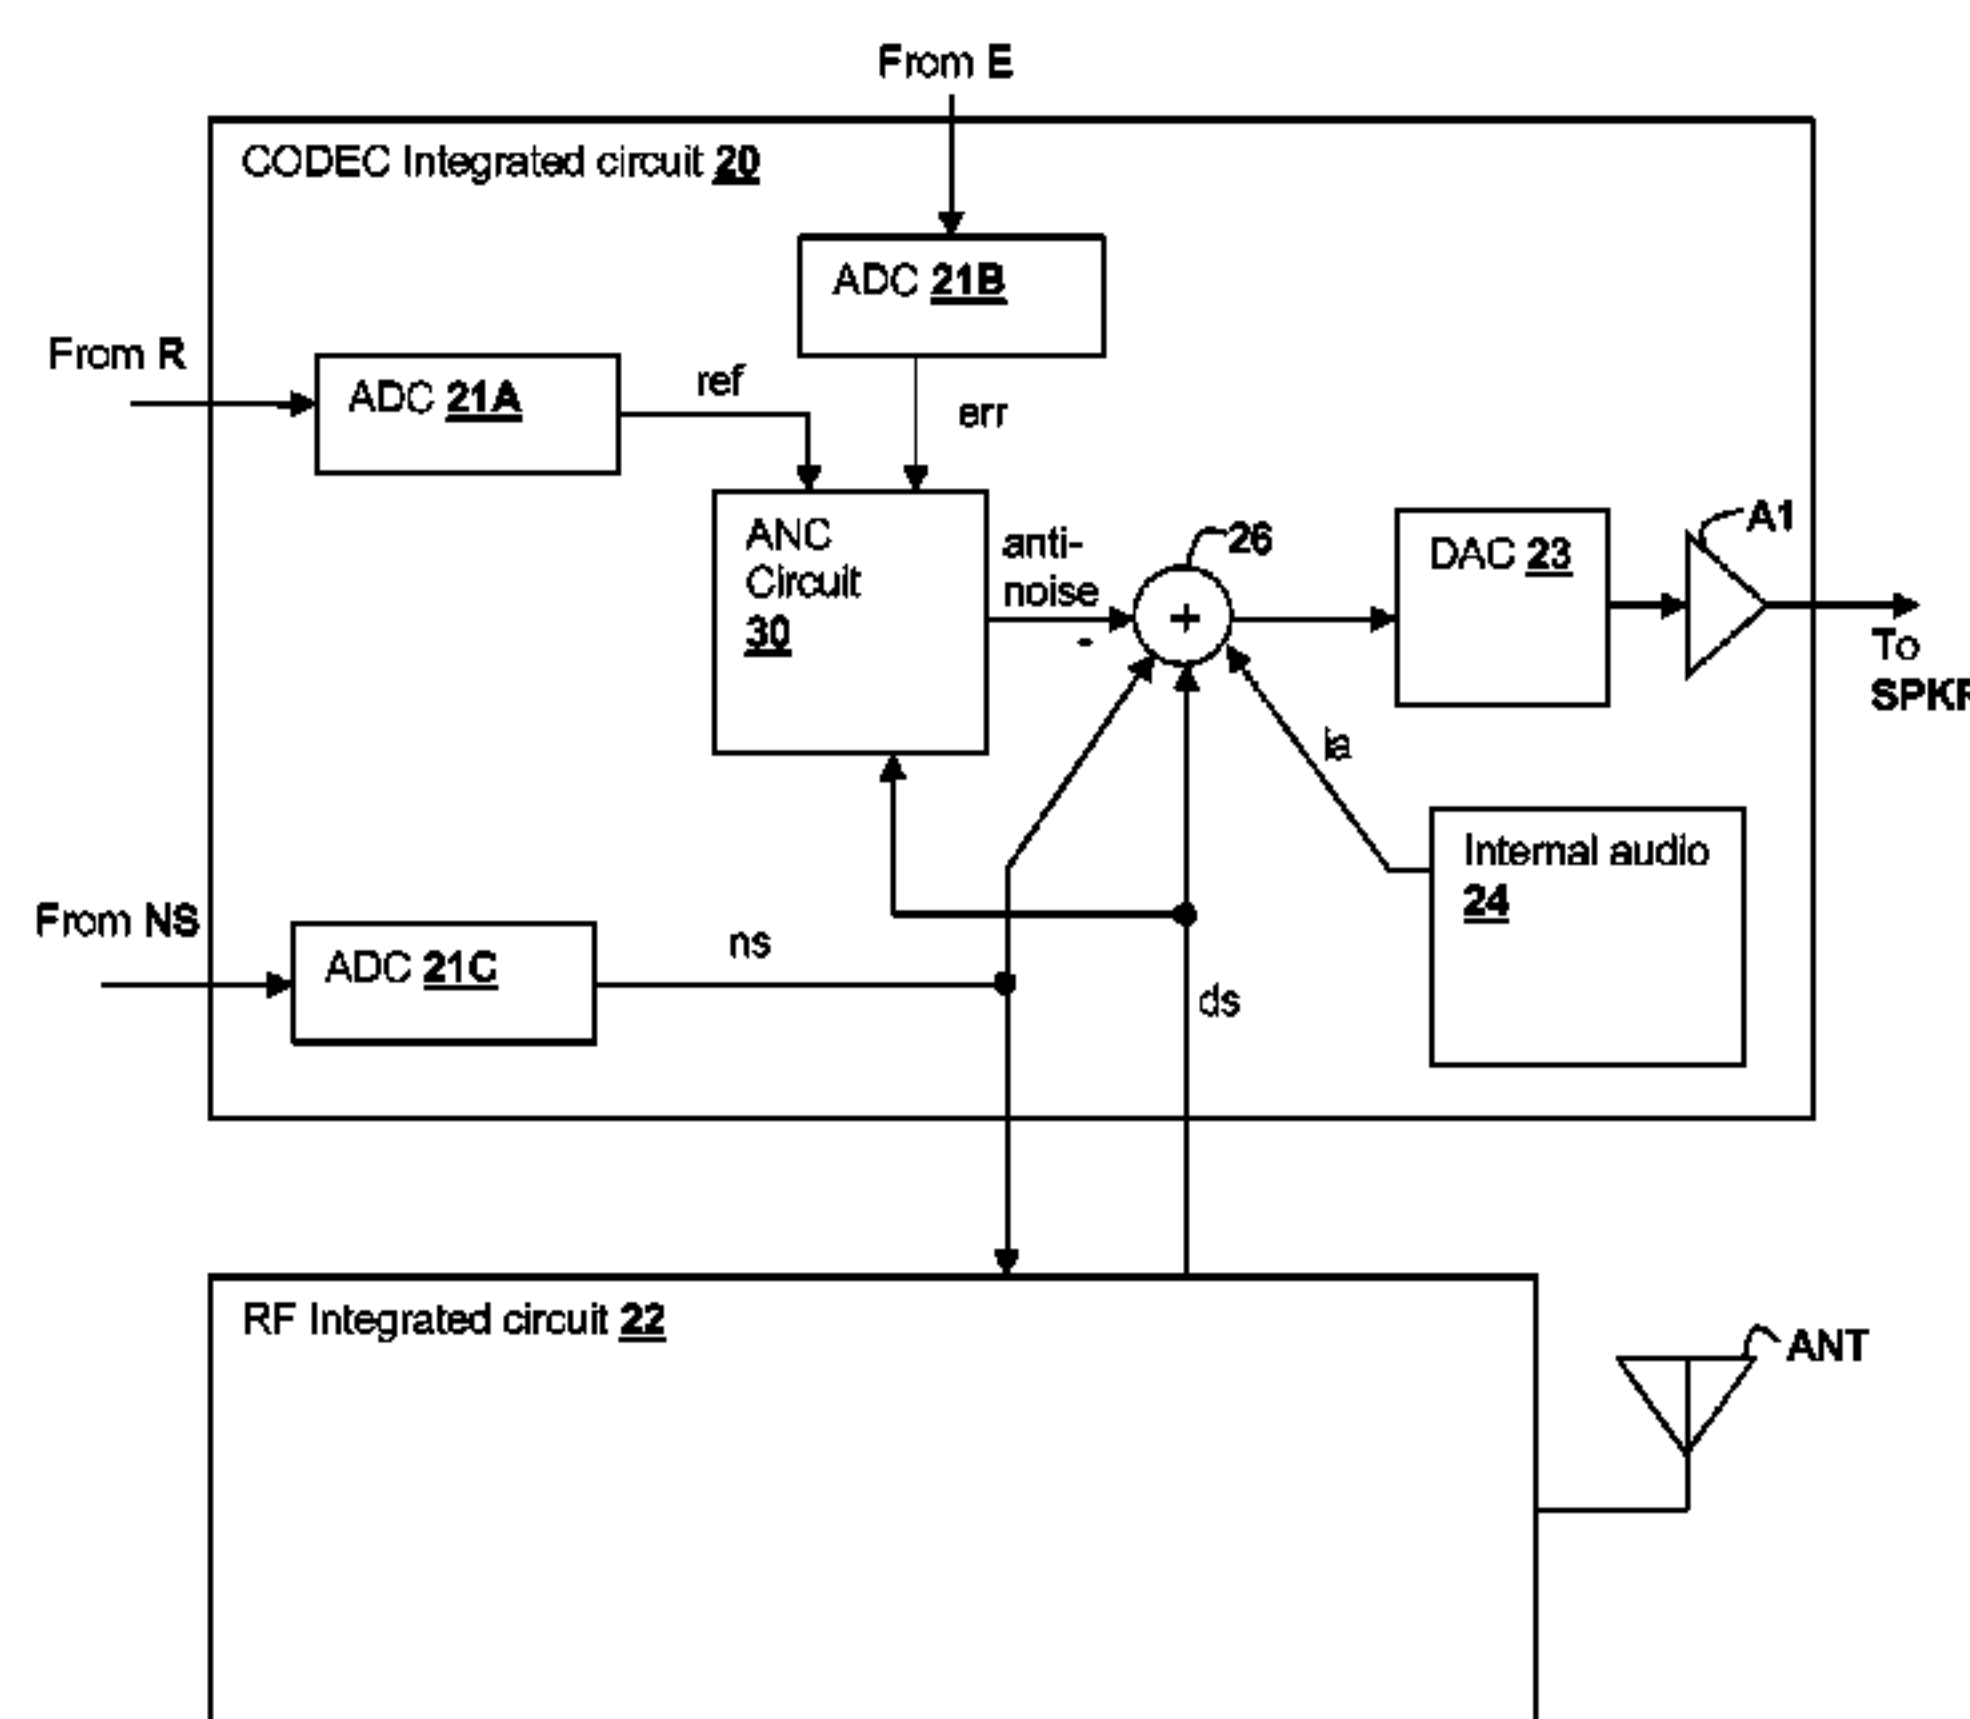 From E
CODEC Integrated circuit 20
ADC 21B
From R
ADC 21A
ref
err
ANC
Circuit
30
anti-
noise
-
26
+
DAC 23
A1
To
SPKR
ia
Internal audio
24
From NS
ADC 21C
ns
ds
RF Integrated circuit 22
ANT